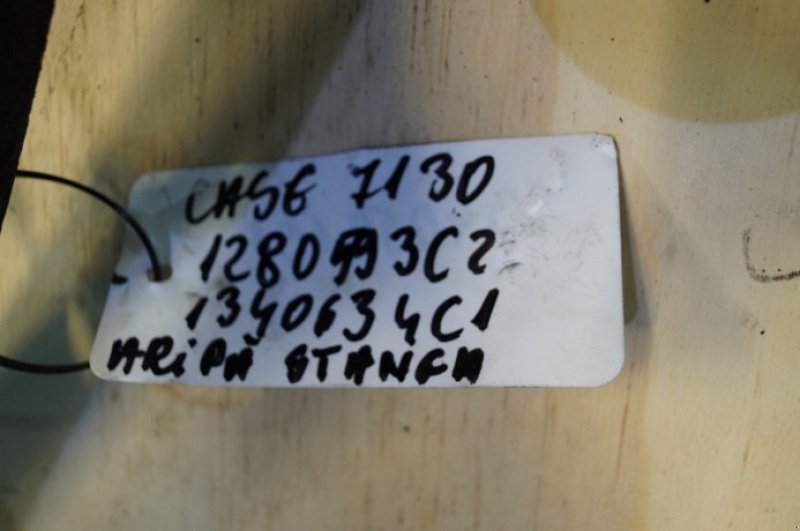 CASE 7130
1280993C2
1340634C1
ARiPA STANGA